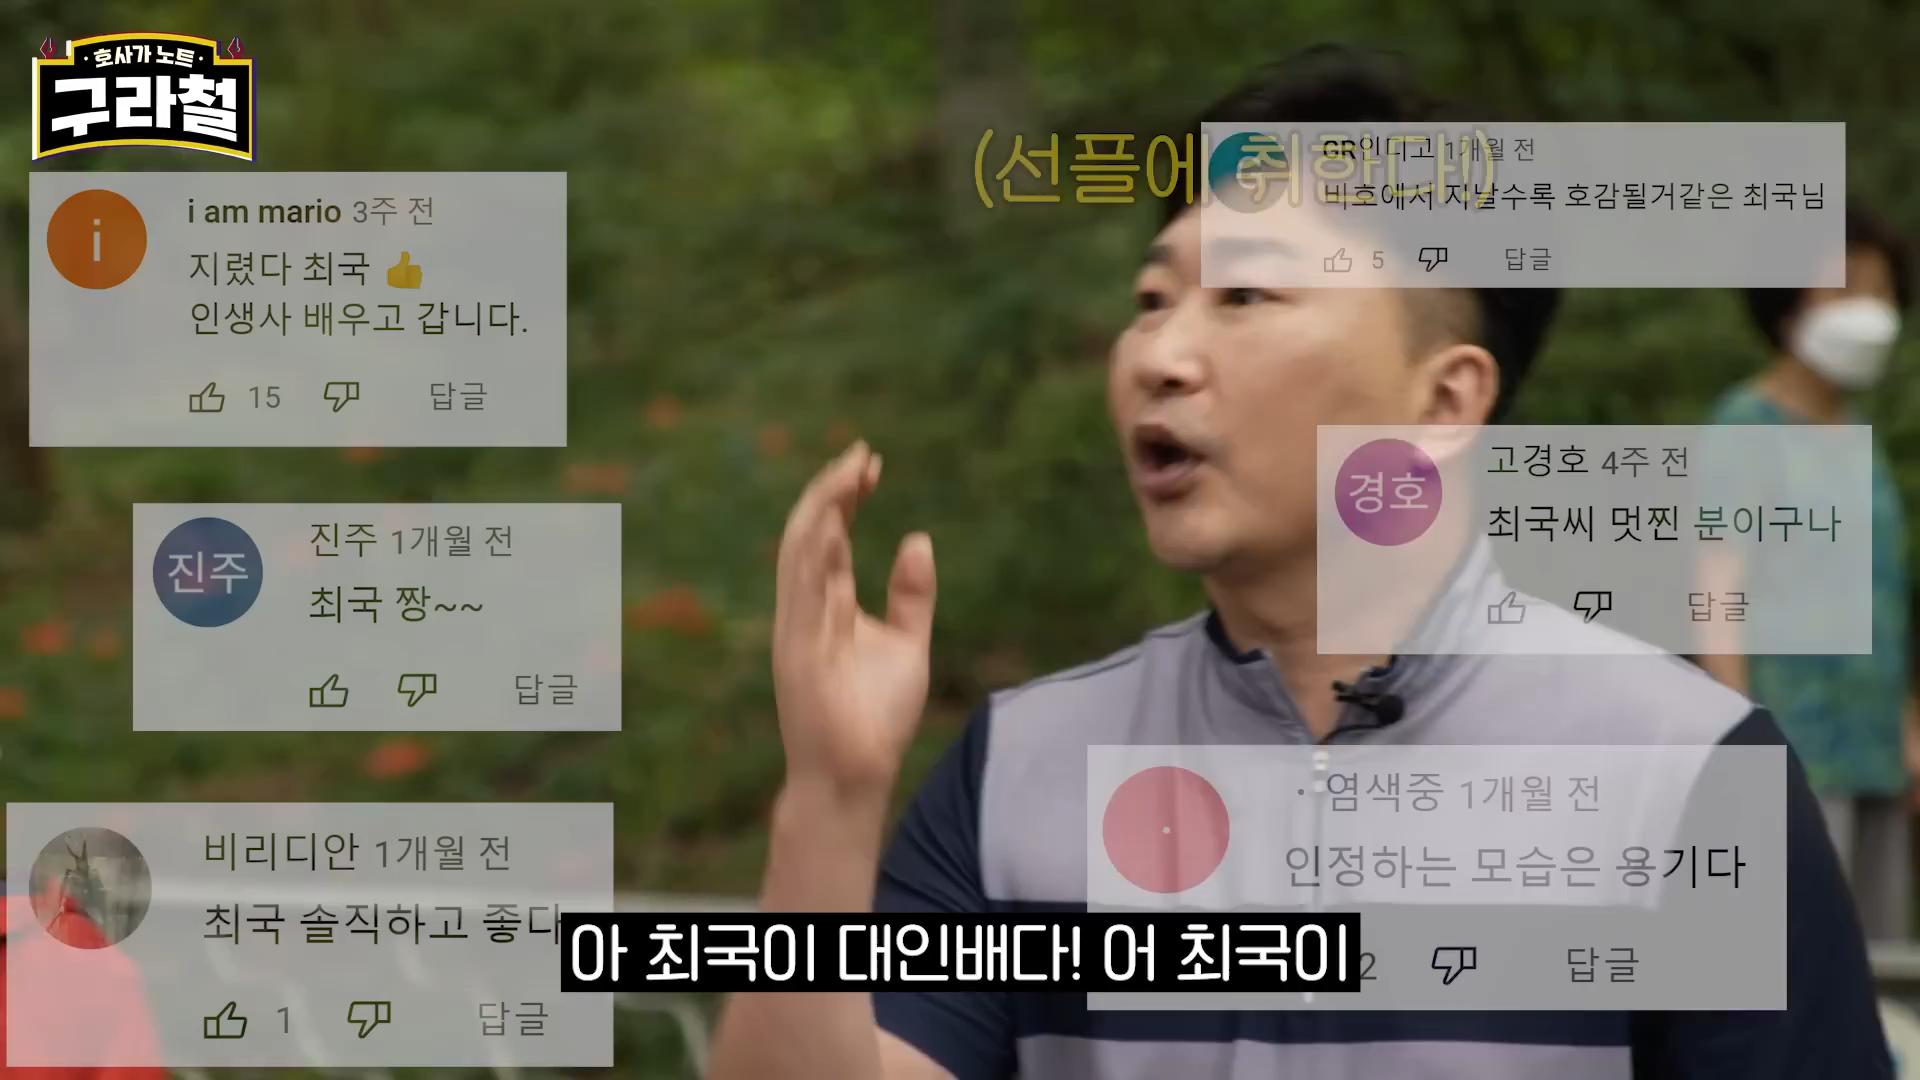 · 호사가 노트 ·
구라철
(선플에 취한다!)
GR인디고 1개월 전
비호에서 지날수록 호감될거같은 최국님
5 답글
i am mario 3주 전
i
지렸다 최국 👍
인생사 배우고 갑니다.
15 답글
고경호 4주 전
경호
최국씨 멋찐 분이구나
답글
진주 1개월 전
진주
최국 짱~~
답글
· 염색중 1개월 전
인정하는 모습은 용기다
2 답글
비리디안 1개월 전
최국 솔직하고 좋다
1 답글
아 최국이 대인배다! 어 최국이